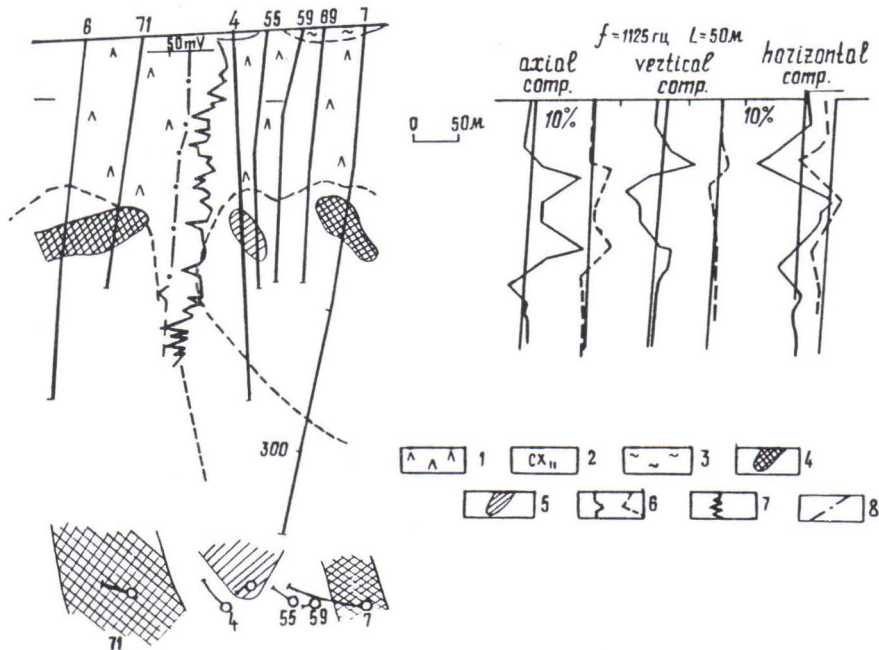 6 71 4 55 59 89 7
50mV
300
71 4 55 59 7
f = 1125 гц L=50м
axial comp.
vertical comp.
horizontal comp.
10% 10%
0 50м
1
CX₁₁ 2
3
4
5
6
7
8